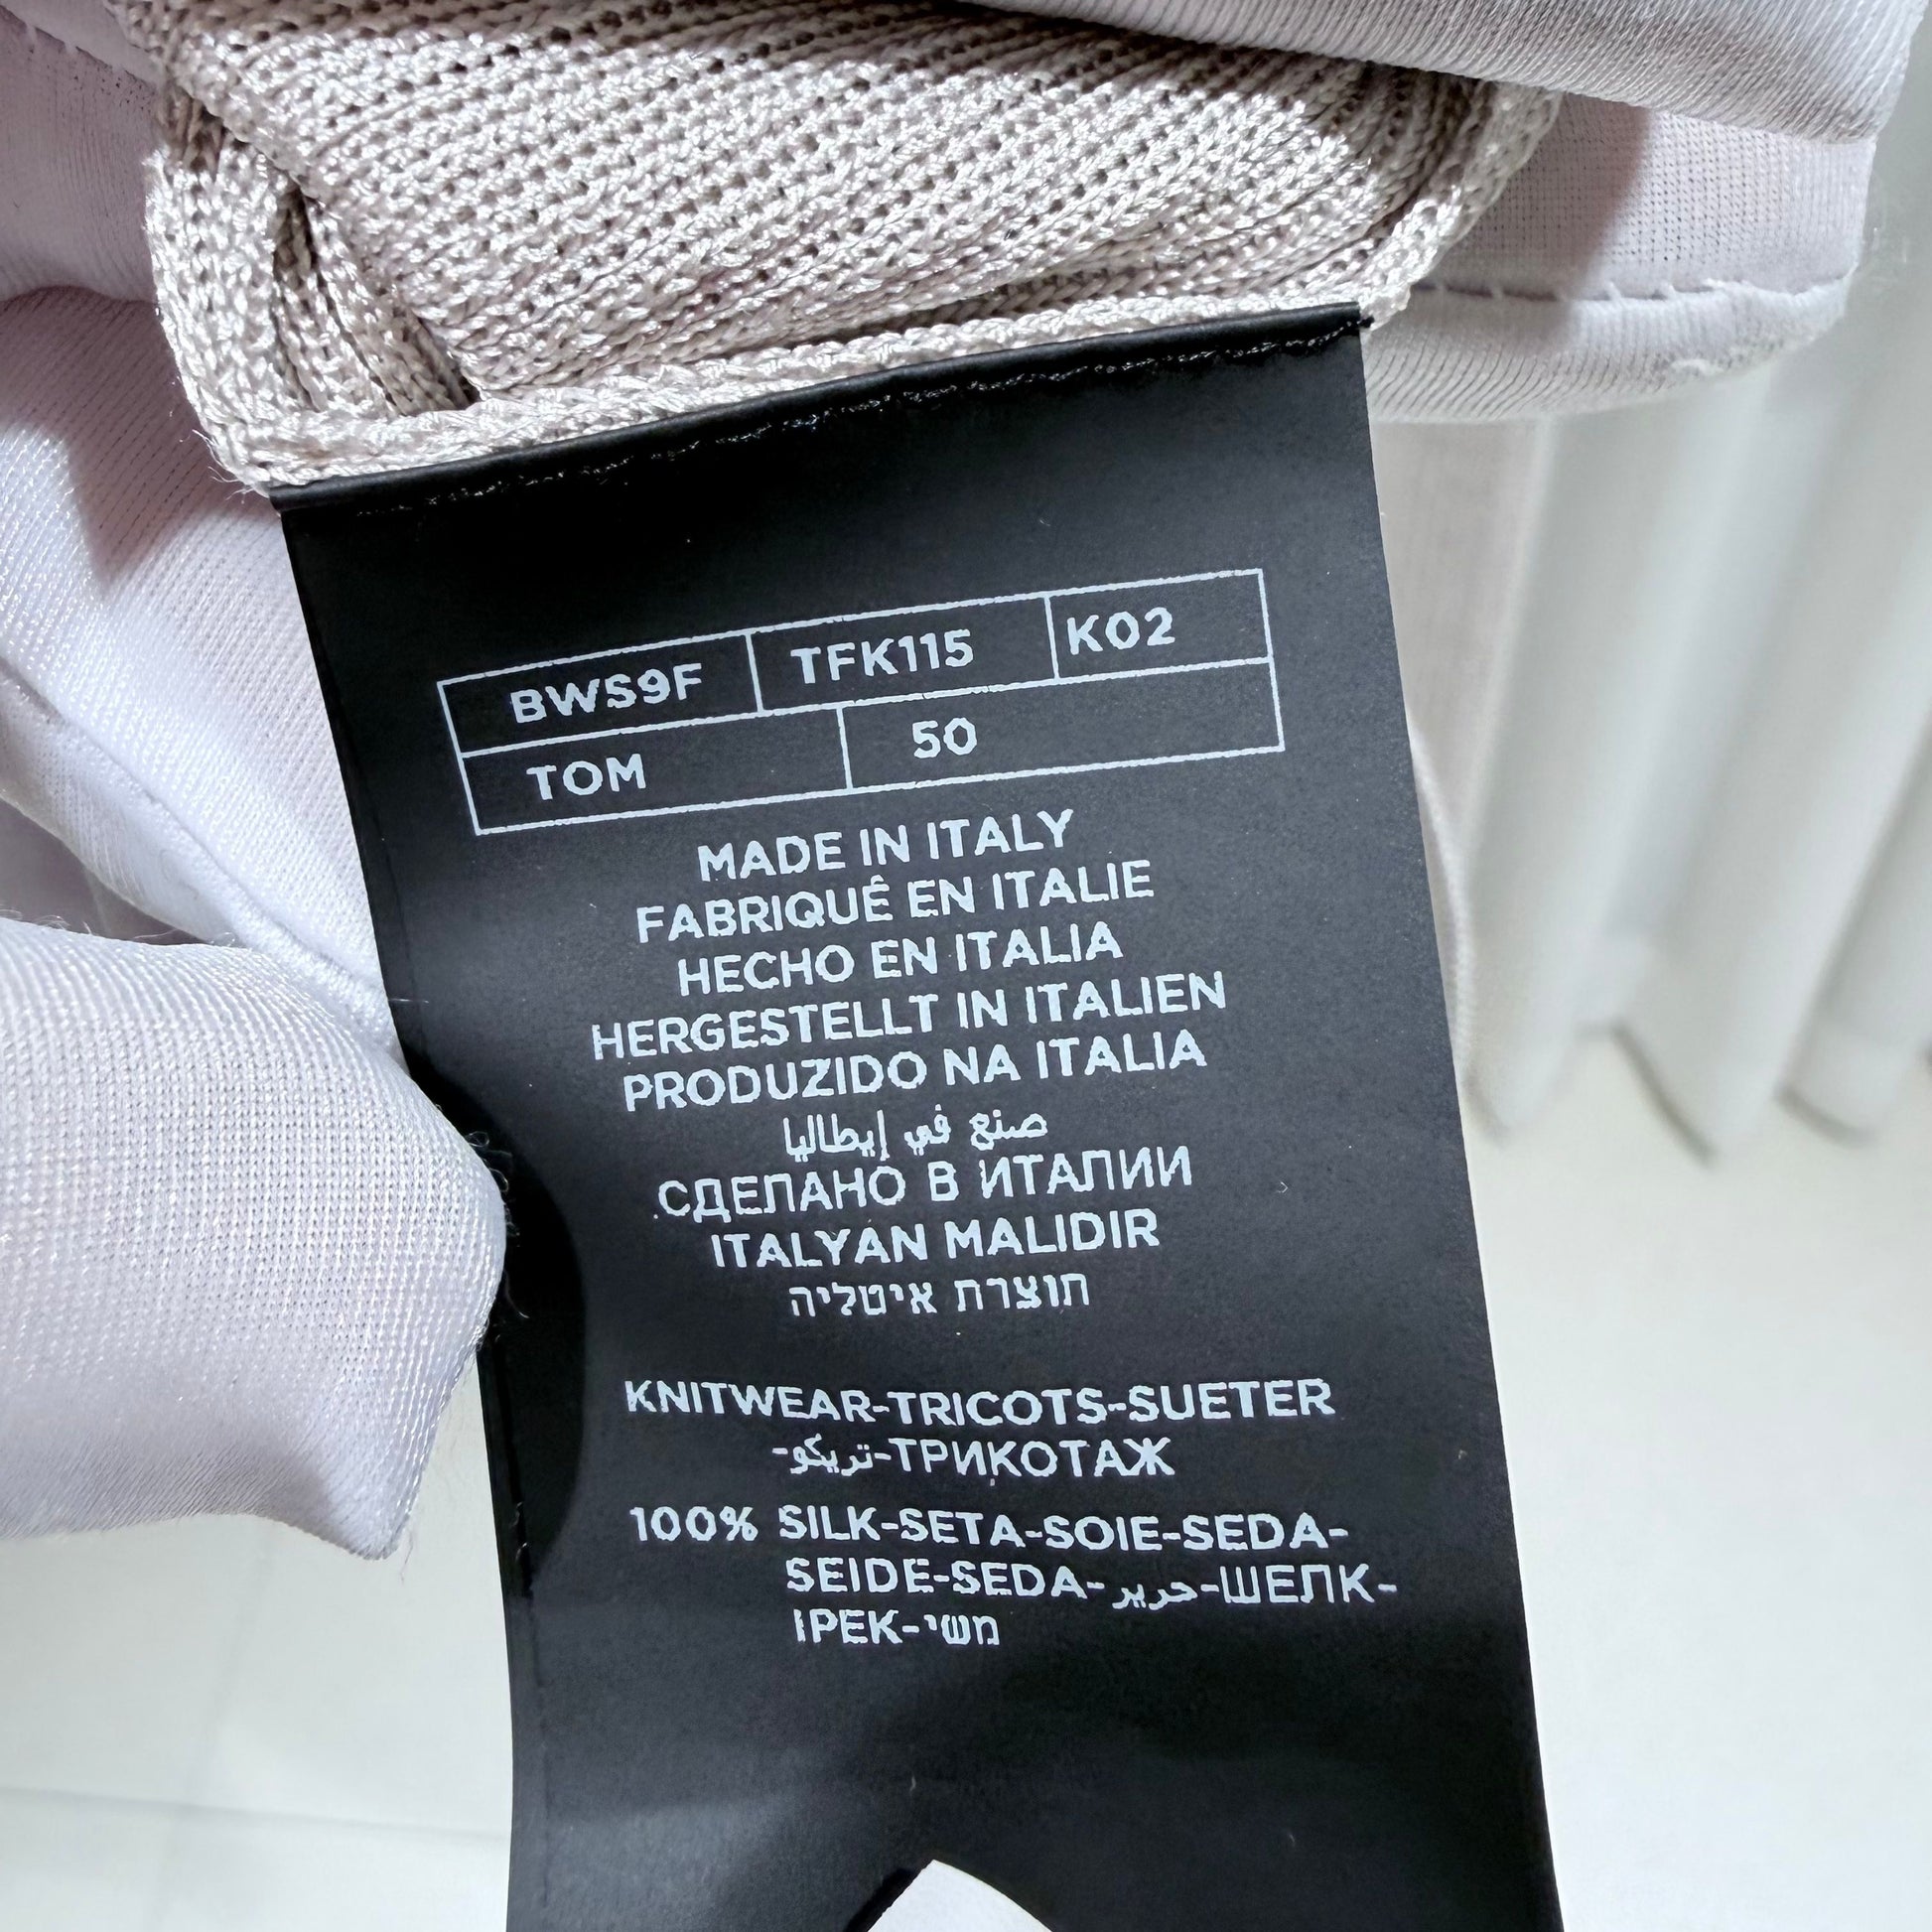 BWS9F TFK115 K02
TOM 50
MADE IN ITALY
FABRIQUÊ EN ITALIE
HECHO EN ITALIA
HERGESTELLT IN ITALIEN
PRODUZIDO NA ITALIA
صنع في إيطاليا
СДЕЛАНО В ИТАЛИИ
ITALYAN MALIDIR
תוצרת איטליה
KNITWEAR-TRICOTS-SUETER
-تريكو-ТРИКОТАЖ
100% SILK-SETA-SOIE-SEDA-
SEIDE-SEDA-حرير-ШЕЛК-
IPEK-משי